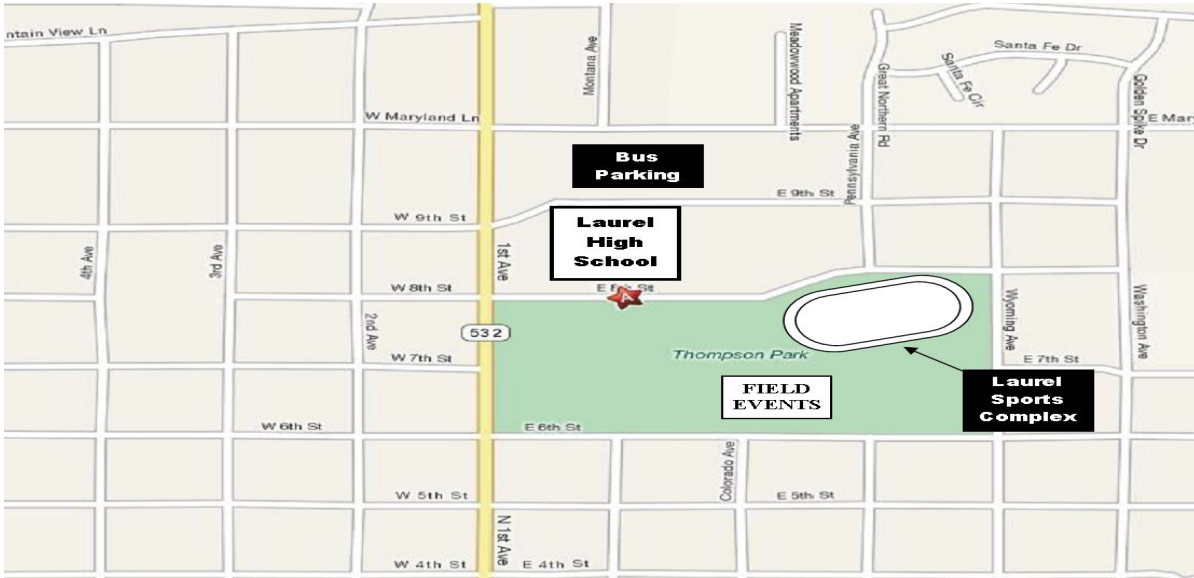 ntain View Ln
Santa Fe Dr
Montana Ave
Meadowwood Apartments
Great Northern Rd
Santa Fe Cir
Golden Spike Dr
W Maryland Ln
E Mary
Pennsylvania Ave
Bus
Parking
E 9th St
W 9th St
Laurel
High
School
4th Ave
3rd Ave
1st Ave
W 8th St
E 8th St
A
2nd Ave
532
Wyoming Ave
Washington Ave
W 7th St
Thompson Park
E 7th St
FIELD
EVENTS
Laurel
Sports
Complex
W 6th St
E 6th St
Colorado Ave
W 5th St
E 5th St
N 1st Ave
W 4th St
E 4th St